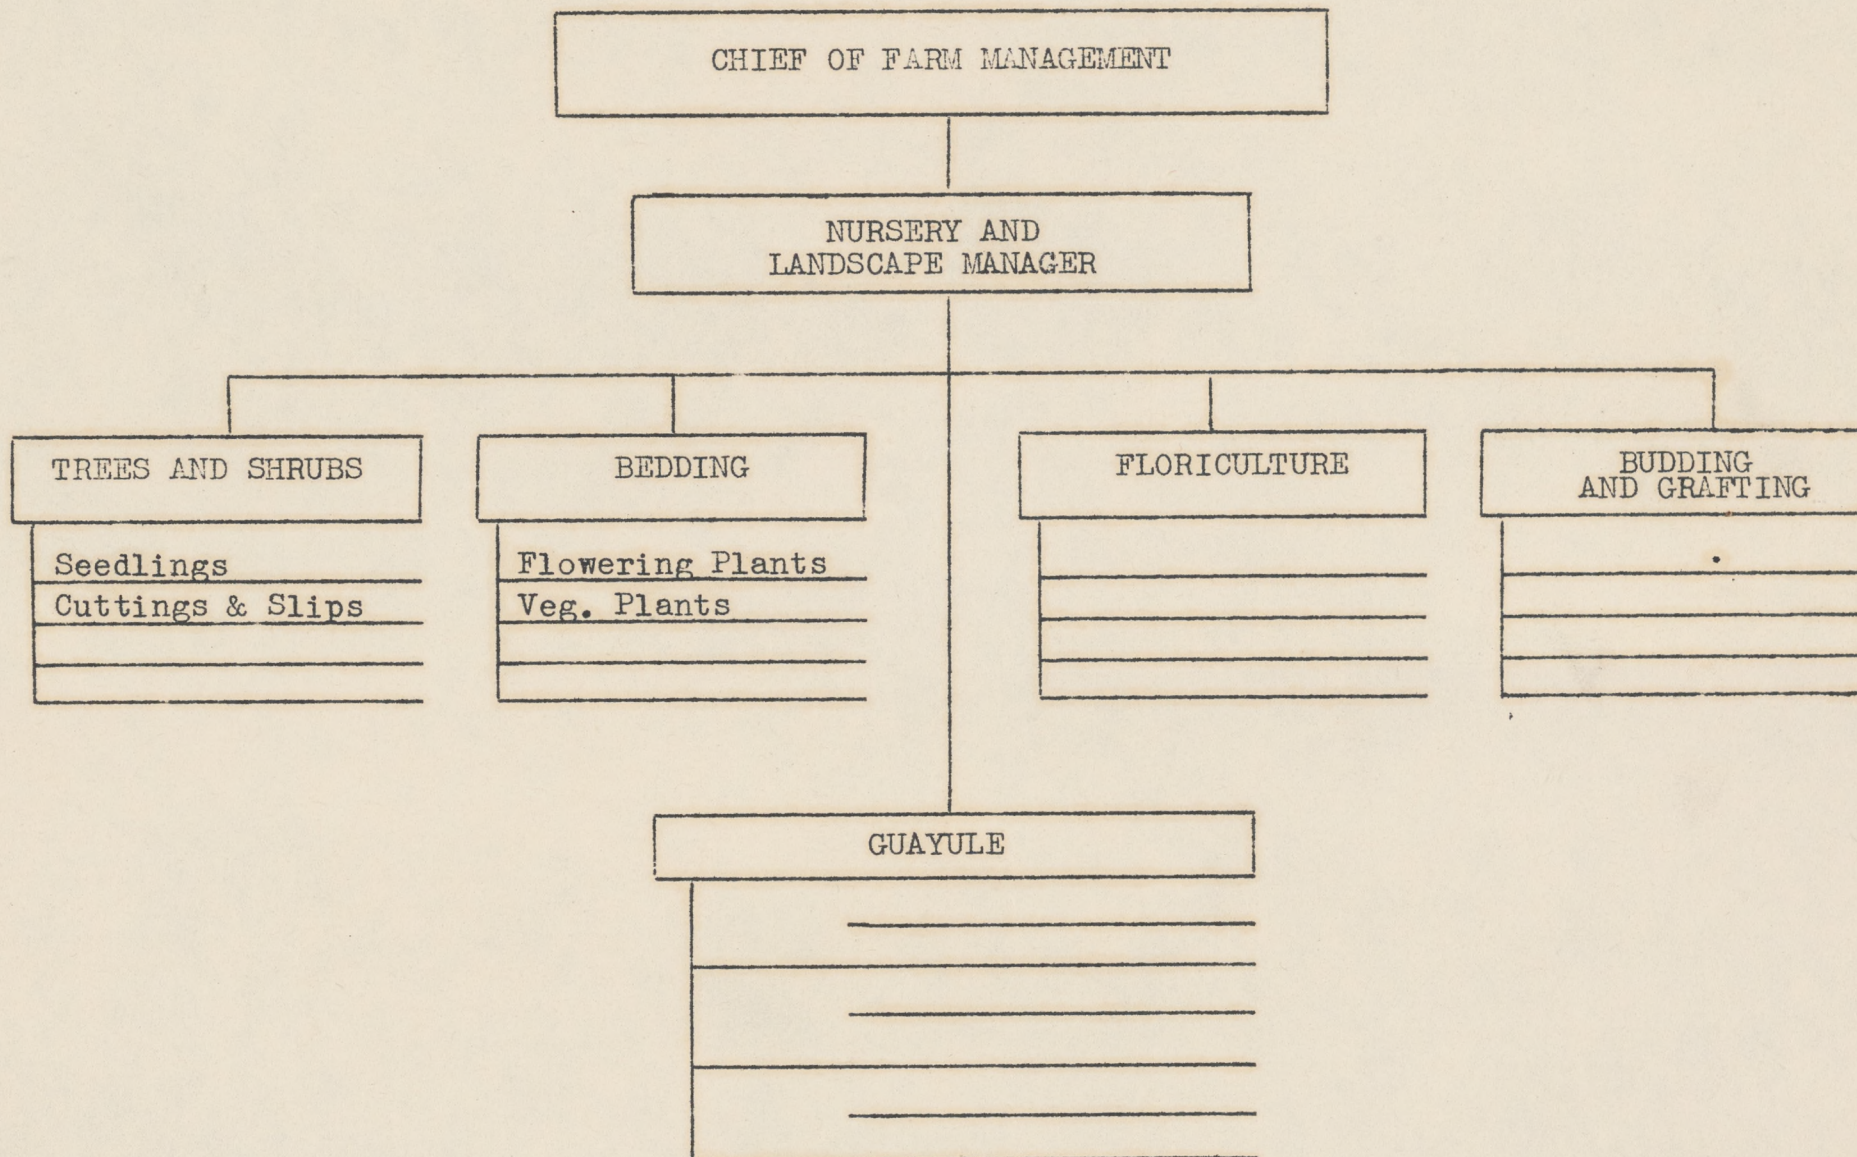 CHIEF OF FARM MANAGEMENT
NURSERY AND
LANDSCAPE MANAGER
TREES AND SHRUBS
Seedlings
Cuttings & Slips
BEDDING
Flowering Plants
Veg. Plants
FLORICULTURE
BUDDING
AND GRAFTING
GUAYULE